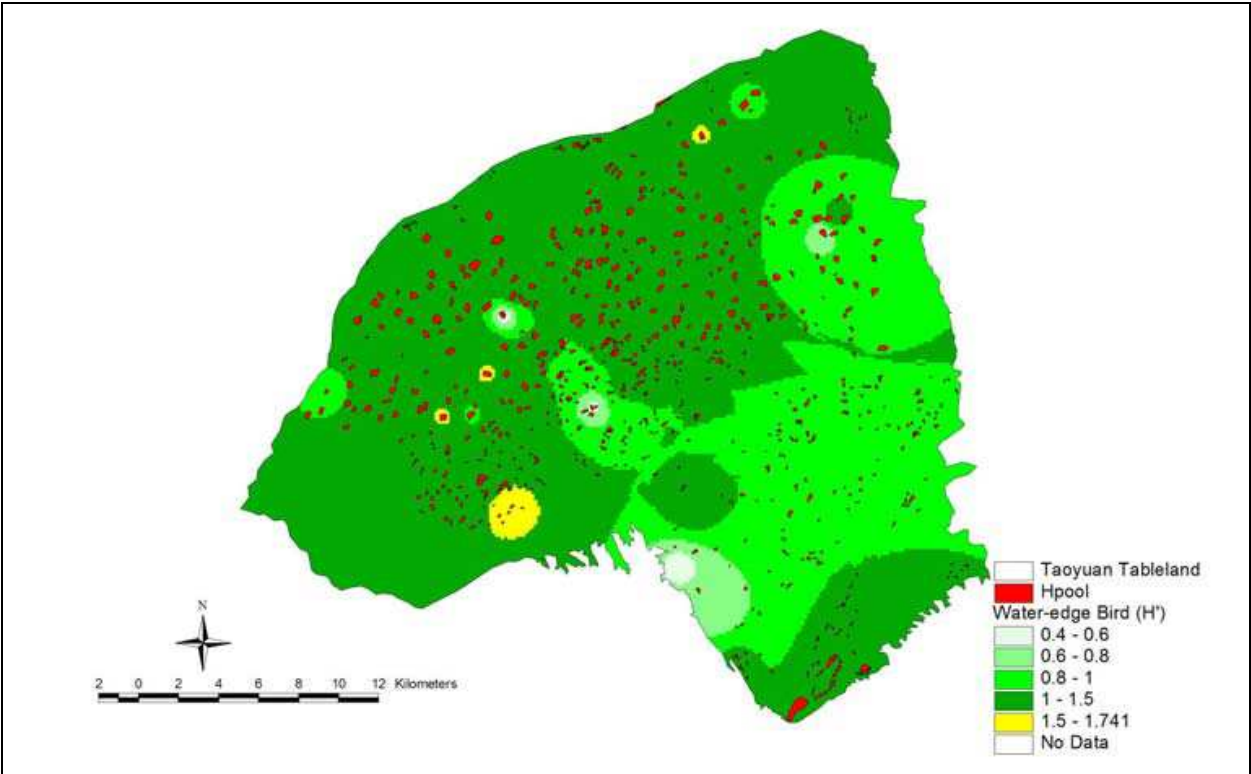 Taoyuan Tableland
Hpool
Water-edge Bird (H')
0.4 - 0.6
0.6 - 0.8
0.8 - 1
1 - 1.5
1.5 - 1.741
No Data
N
2 0 2 4 6 8 10 12 Kilometers